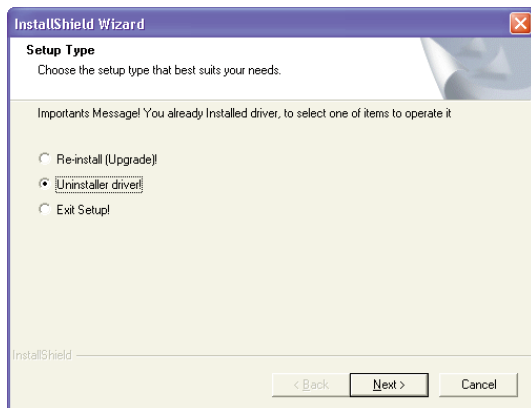 InstallShield Wizard
Setup Type
Choose the setup type that best suits your needs.
Importants Message! You already Installed driver, to select one of items to operate it
Re-install (Upgrade)!
Uninstaller driver!
Exit Setup!
InstallShield
< Back
Next >
Cancel